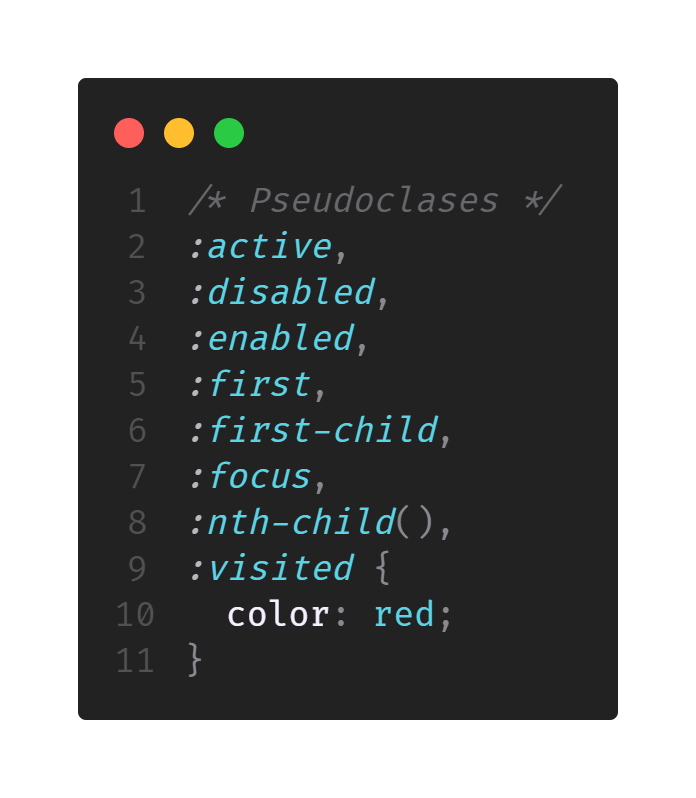 1 /* Pseudoclases */
2 :active,
3 :disabled,
4 :enabled,
5 :first,
6 :first-child,
7 :focus,
8 :nth-child(),
9 :visited {
10   color: red;
11 }